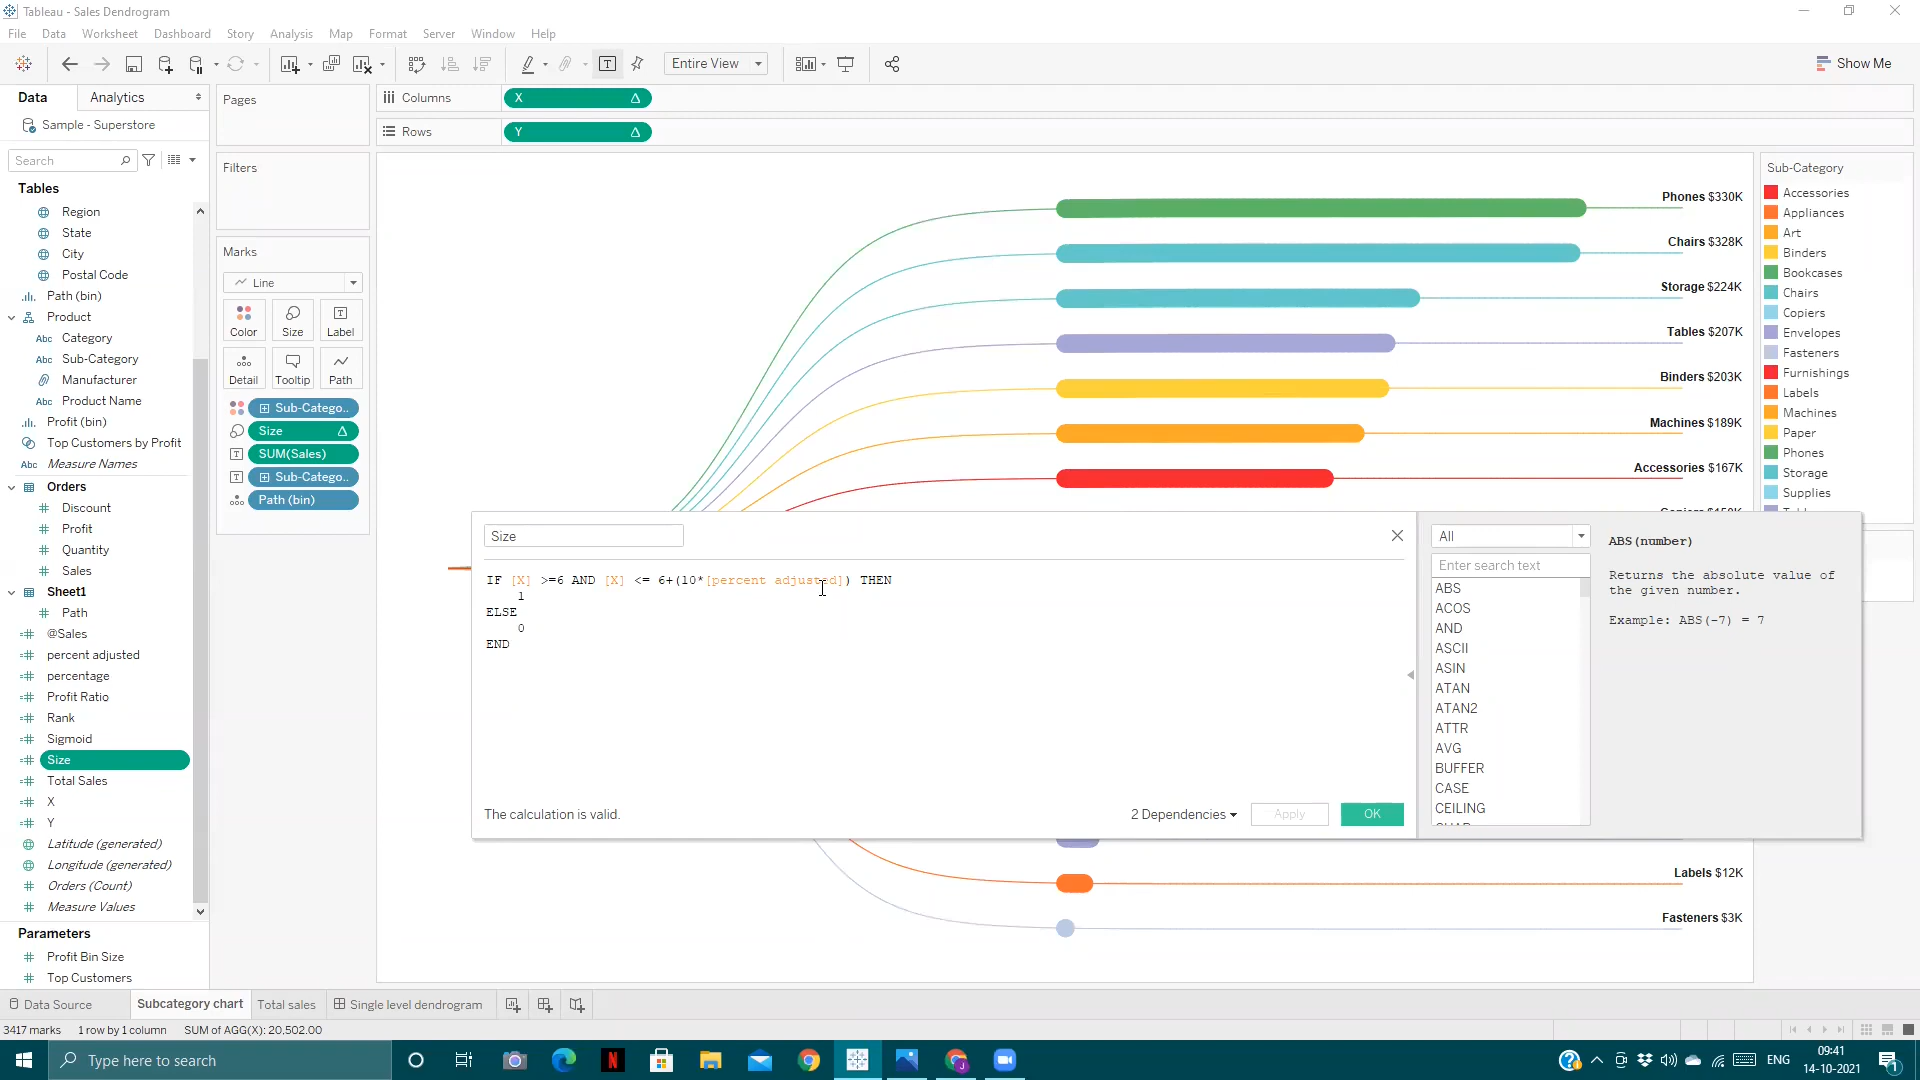 Tableau - Sales Dendrogram
File Data Worksheet Dashboard Story Analysis Map Format Server Window Help
Entire View
Show Me
Data Analytics
Sample - Superstore
Search
Tables
Region
State
City
Postal Code
Path (bin)
Product
Abc Category
Abc Sub-Category
Manufacturer
Abc Product Name
Profit (bin)
Top Customers by Profit
Abc Measure Names
Orders
# Discount
# Profit
# Quantity
# Sales
Sheet1
# Path
=# @Sales
=# percent adjusted
=# percentage
=# Profit Ratio
=# Rank
=# Sigmoid
=# Size
=# Total Sales
=# X
=# Y
Latitude (generated)
Longitude (generated)
# Orders (Count)
# Measure Values
Parameters
# Profit Bin Size
# Top Customers
Pages
Filters
Marks
Line
Color Size Label
Detail Tooltip Path
Sub-Catego..
Size
SUM(Sales)
Sub-Catego..
Path (bin)
Columns X
Rows Y
Phones $330K
Chairs $328K
Storage $224K
Tables $207K
Binders $203K
Machines $189K
Accessories $167K
Labels $12K
Fasteners $3K
Sub-Category
Accessories
Appliances
Art
Binders
Bookcases
Chairs
Copiers
Envelopes
Fasteners
Furnishings
Labels
Machines
Paper
Phones
Storage
Supplies
Size
IF [X] >=6 AND [X] <= 6+(10*[percent adjusted]) THEN
1
ELSE
0
END
The calculation is valid.
2 Dependencies
Apply
OK
All
Enter search text
ABS
ACOS
AND
ASCII
ASIN
ATAN
ATAN2
ATTR
AVG
BUFFER
CASE
CEILING
ABS(number)
Returns the absolute value of
the given number.
Example: ABS(-7) = 7
Data Source Subcategory chart Total sales Single level dendrogram
3417 marks 1 row by 1 column SUM of AGG(X): 20,502.00
Type here to search
ENG
09:41
14-10-2021